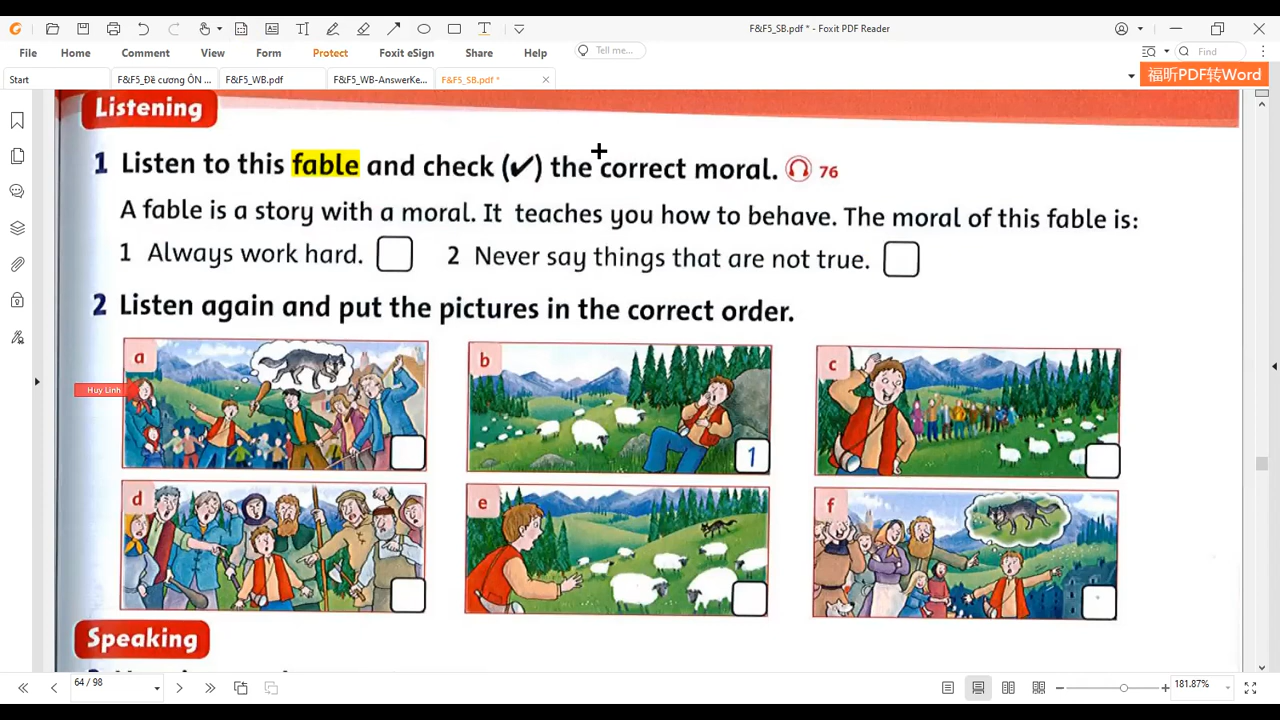 F&F5_SB.pdf * - Foxit PDF Reader
File Home Comment View Form Protect Foxit eSign Share Help Tell me... Find
Start F&F5_Đề cương ÔN ... F&F5_WB.pdf F&F5_WB-AnswerKe... F&F5_SB.pdf *
福昕PDF转Word
Listening
1 Listen to this fable and check (✔) the correct moral. 76
A fable is a story with a moral. It teaches you how to behave. The moral of this fable is:
1 Always work hard. 2 Never say things that are not true.
2 Listen again and put the pictures in the correct order.
a b c
Huy Linh
1
d e f
Speaking
64 / 98
181.87%